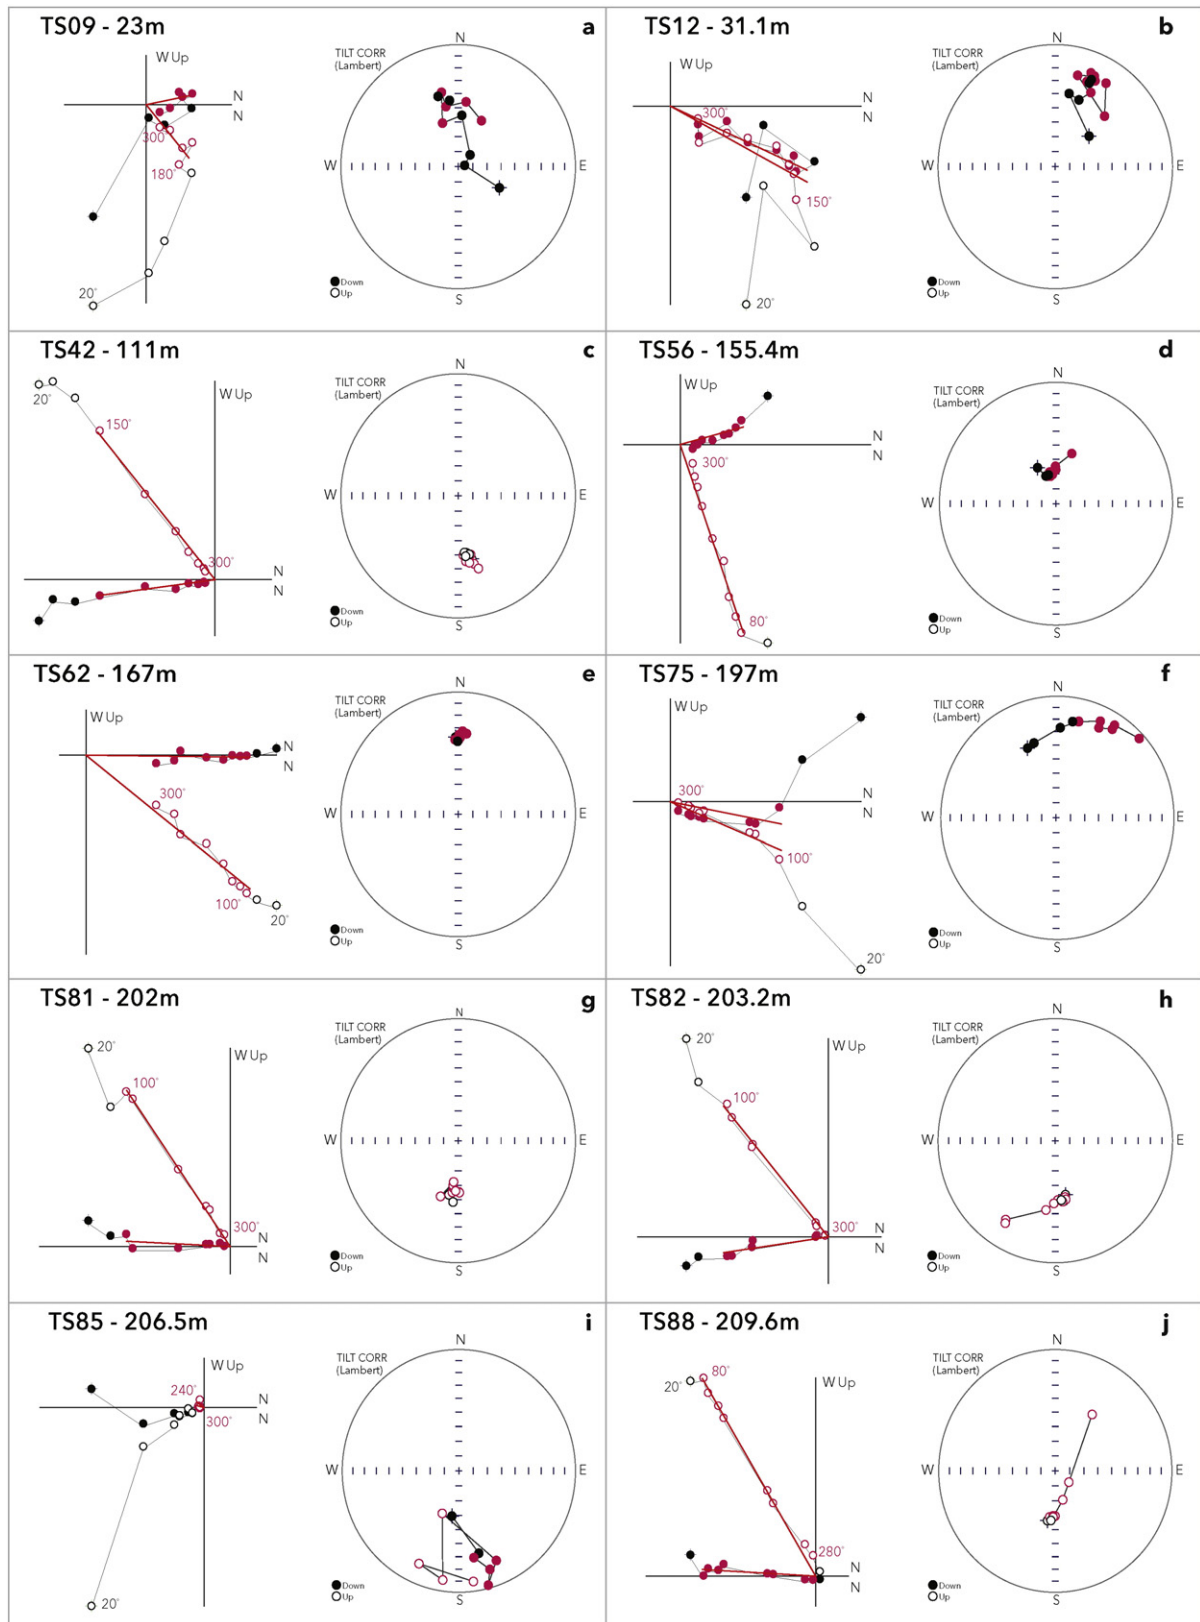 TS09 - 23m
a
W Up
N
N
300°
180°
20°
TILT CORR
(Lambert)
N
W
E
S
Down
Up
TS12 - 31.1m
b
W Up
N
N
300°
150°
20°
TILT CORR
(Lambert)
N
W
E
S
Down
Up
TS42 - 111m
c
20°
W Up
150°
300°
N
N
TILT CORR
(Lambert)
N
W
E
S
Down
Up
TS56 - 155.4m
d
W Up
N
N
300°
80°
TILT CORR
(Lambert)
N
W
E
S
Down
Up
TS62 - 167m
e
W Up
N
N
300°
100°
20°
TILT CORR
(Lambert)
N
W
E
S
Down
Up
TS75 - 197m
f
W Up
300°
N
N
100°
20°
TILT CORR
(Lambert)
N
W
E
S
Down
Up
TS81 - 202m
g
20°
W Up
100°
300°
N
N
TILT CORR
(Lambert)
N
W
E
S
Down
Up
TS82 - 203.2m
h
20°
W Up
100°
300°
N
N
TILT CORR
(Lambert)
N
W
E
S
Down
Up
TS85 - 206.5m
i
W Up
240°
N
N
300°
20°
TILT CORR
(Lambert)
N
W
E
S
Down
Up
TS88 - 209.6m
j
80°
20°
W Up
280°
N
N
TILT CORR
(Lambert)
N
W
E
S
Down
Up